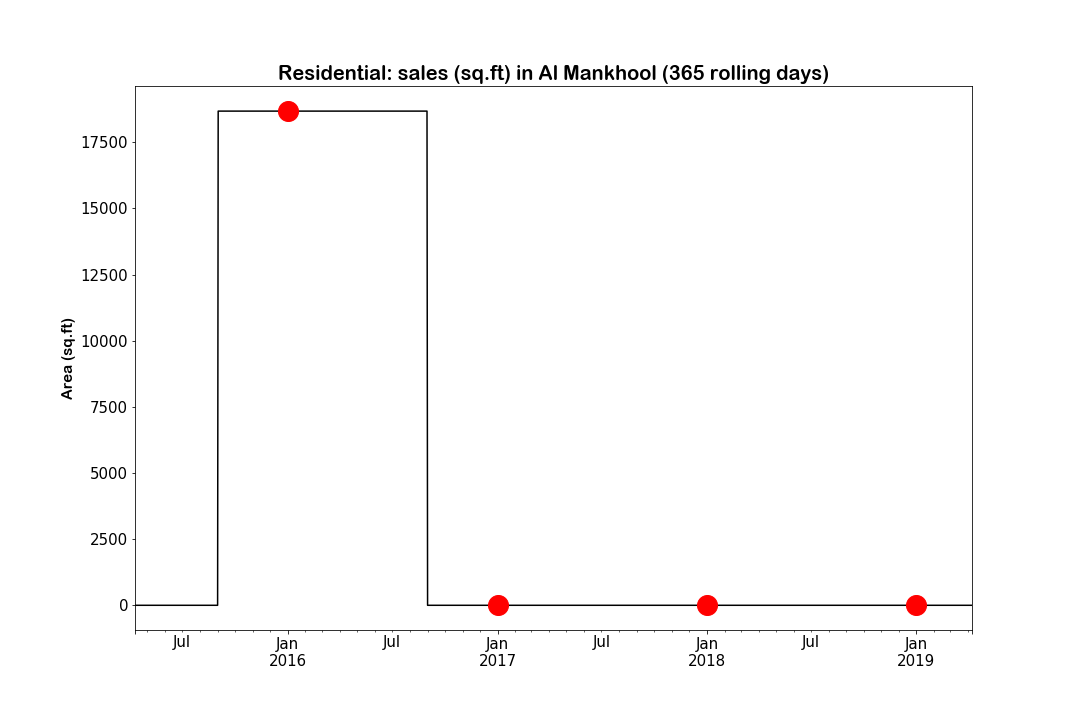 Residential: sales (sq.ft) in Al Mankhool (365 rolling days)
Area (sq.ft)
17500
15000
12500
10000
7500
5000
2500
0
Jul Jan Jul Jan Jul Jan Jul Jan
2016 2017 2018 2019